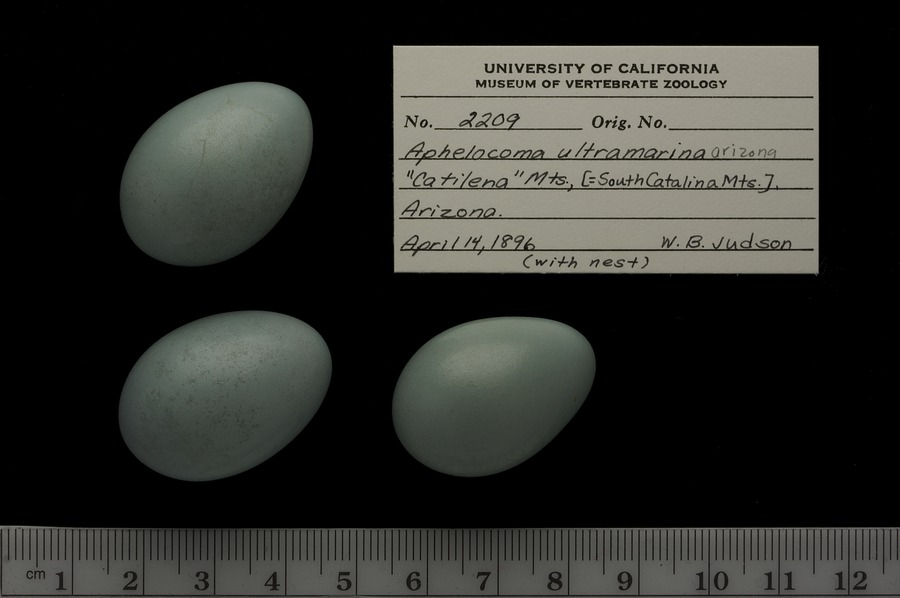 UNIVERSITY OF CALIFORNIA
MUSEUM OF VERTEBRATE ZOOLOGY
No. 2209 Orig. No.
Aphelocoma ultramarina arizona
"Catilena" Mts., [=South Catalina Mts.].
Arizona.
April 14, 1896 W. B. Judson
(with nest)
cm 1 2 3 4 5 6 7 8 9 10 11 12